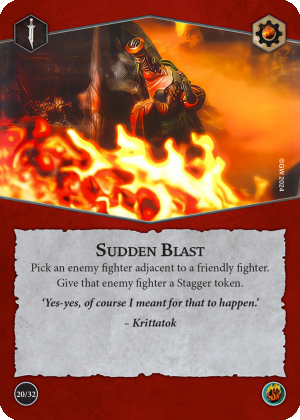 ©GW 2024
SUDDEN BLAST
Pick an enemy fighter adjacent to a friendly fighter.
Give that enemy fighter a Stagger token.
‘Yes-yes, of course I meant for that to happen.’
– Krittatok
20/32